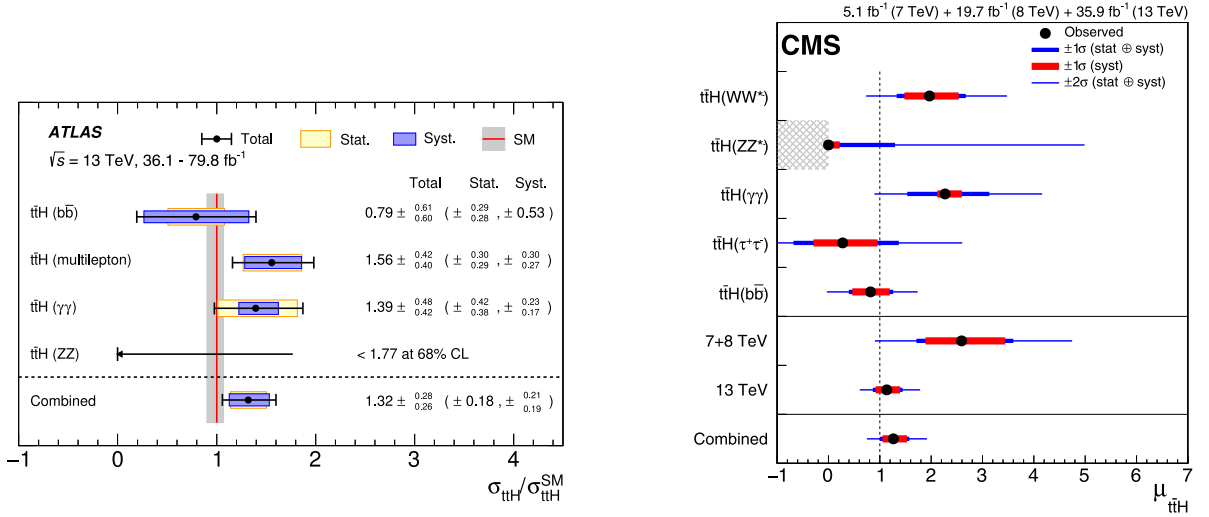 ATLAS
Total Stat. Syst. SM
√s = 13 TeV, 36.1 - 79.8 fb⁻¹
Total Stat. Syst.
tt̄H (bb̄) 0.79 ± 0.61 0.60 ( ± 0.29 0.28 , ± 0.53 )
tt̄H (multilepton) 1.56 ± 0.42 0.40 ( ± 0.30 0.29 , ± 0.30 0.27 )
tt̄H (γγ) 1.39 ± 0.48 0.42 ( ± 0.42 0.38 , ± 0.23 0.17 )
tt̄H (ZZ) < 1.77 at 68% CL
Combined 1.32 ± 0.28 0.26 ( ± 0.18 , ± 0.21 0.19 )
−1 0 1 2 3 4
σttH/σttH^SM
5.1 fb⁻¹ (7 TeV) + 19.7 fb⁻¹ (8 TeV) + 35.9 fb⁻¹ (13 TeV)
CMS
Observed
±1σ (stat ⊕ syst)
±1σ (syst)
±2σ (stat ⊕ syst)
tt̄H(WW*)
tt̄H(ZZ*)
tt̄H(γγ)
tt̄H(τ⁺τ⁻)
tt̄H(bb̄)
7+8 TeV
13 TeV
Combined
−1 0 1 2 3 4 5 6 7
μtt̄H